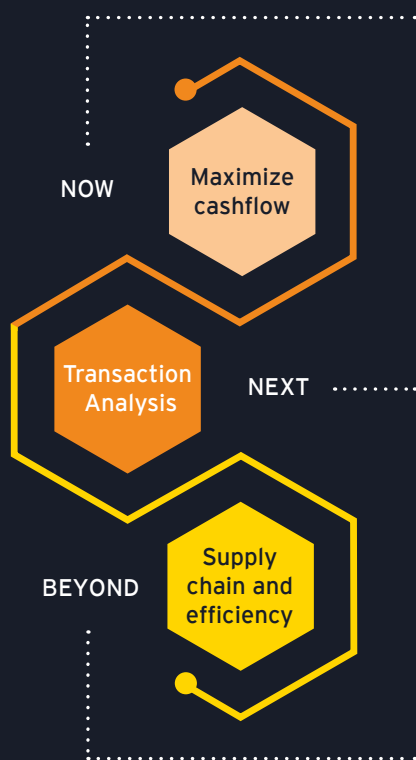 NOW
Maximize
cashflow
Transaction
Analysis
NEXT
BEYOND
Supply
chain and
efficiency